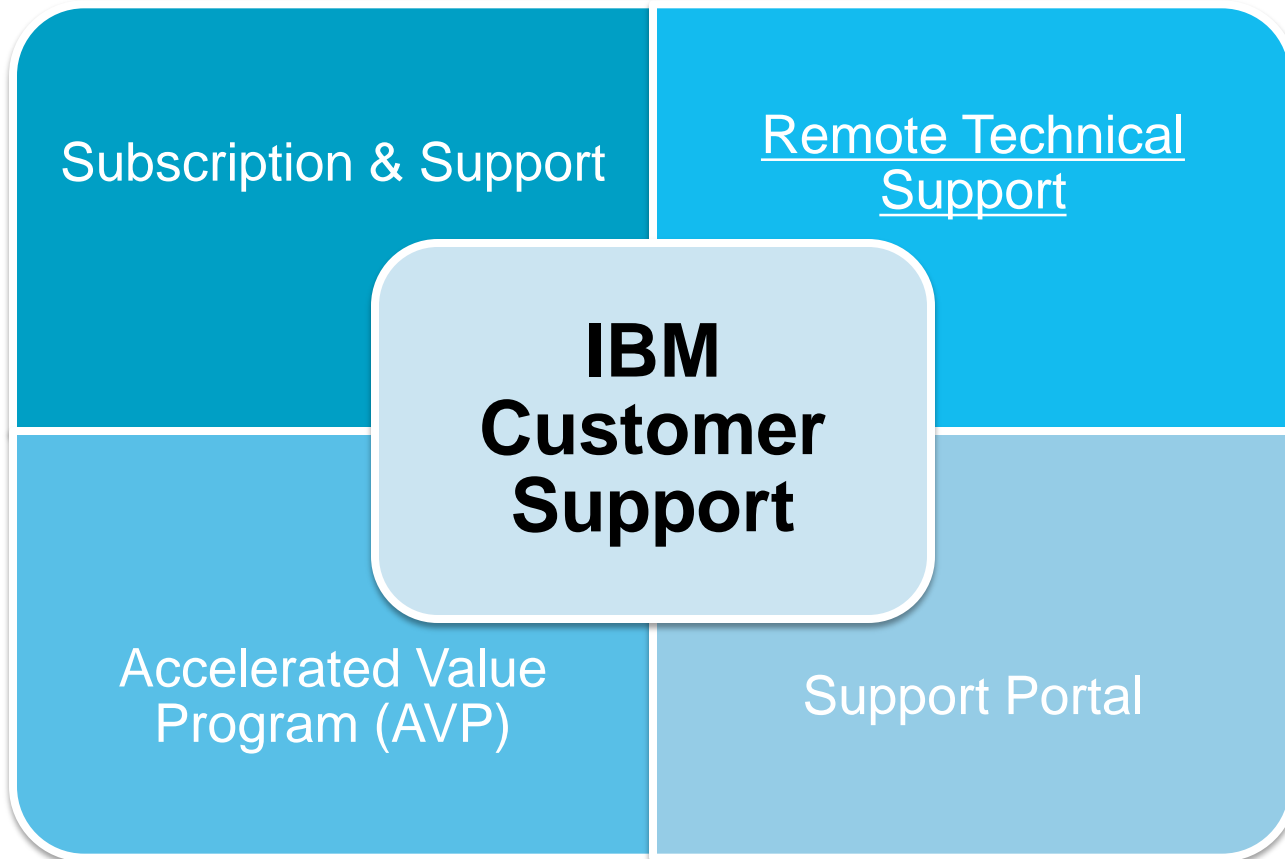 Subscription & Support
Remote Technical
Support
IBM
Customer
Support
Accelerated Value
Program (AVP)
Support Portal